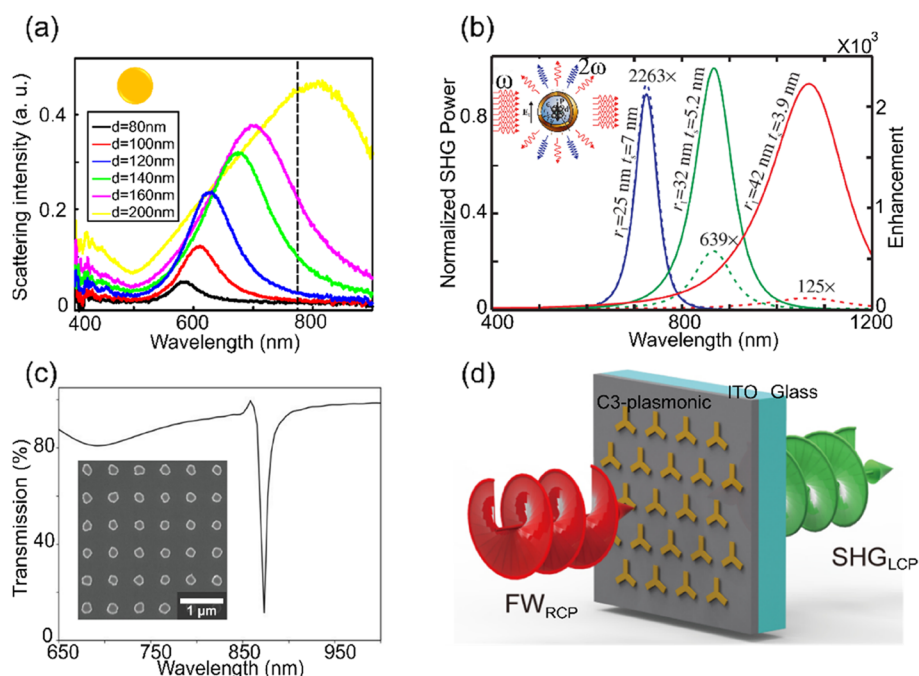 (a)
Scattering intensity (a. u.)
0.4
0.2
0
d=80nm
d=100nm
d=120nm
d=140nm
d=160nm
d=200nm
400
600
800
Wavelength (nm)
(b)
X10³
Normalized SHG Power
0.8
0.4
0
ω
2ω
2263×
r₁=25 nm tₛ=7 nm
r₁=32 nm tₛ=5.2 nm
r₁=42 nm tₛ=3.9 nm
639×
125×
2
1
0
Enhancement
400
800
1200
Wavelength (nm)
(c)
Transmission (%)
80
40
0
1 μm
650
750
850
950
Wavelength (nm)
(d)
C3-plasmonic
ITO
Glass
FW_RCP
SHG_LCP